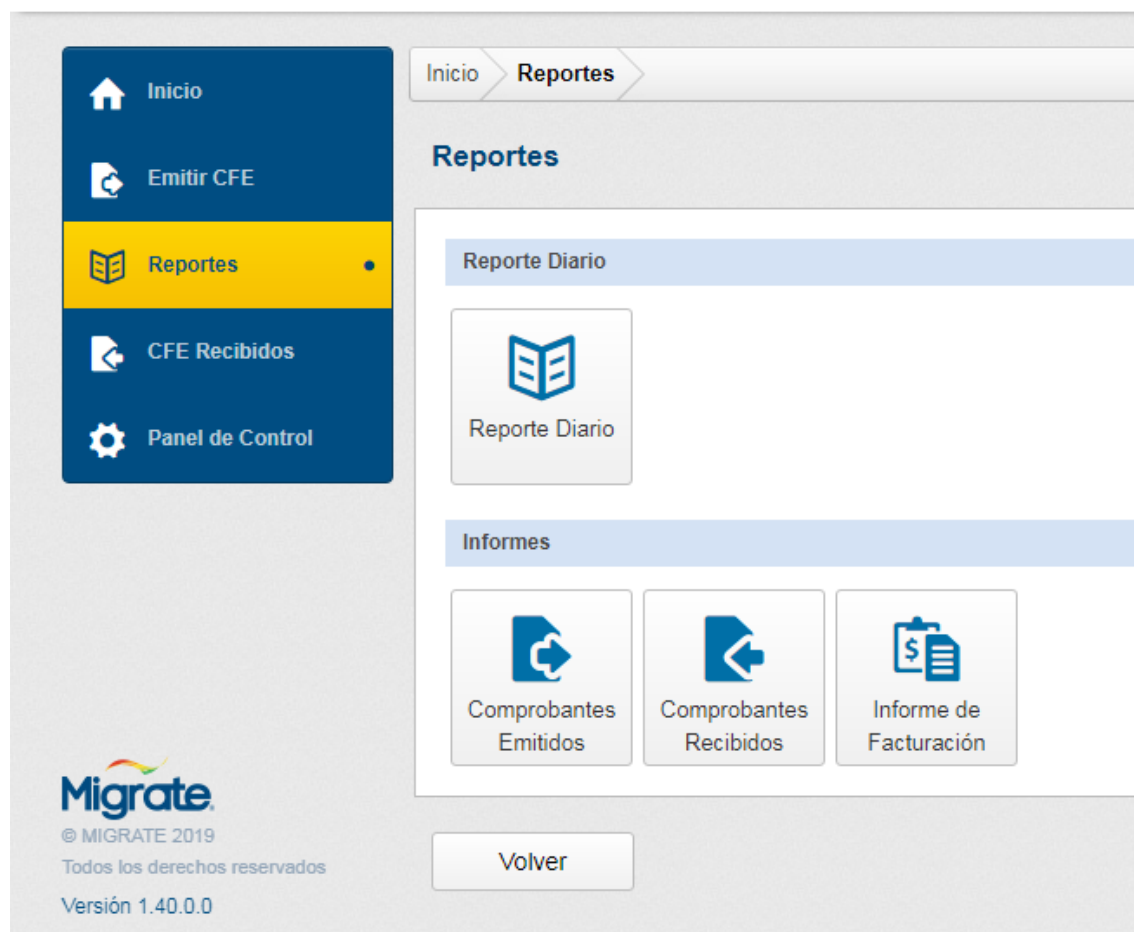 Inicio
Emitir CFE
Reportes
CFE Recibidos
Panel de Control
Migrate.
© MIGRATE 2019
Todos los derechos reservados
Versión 1.40.0.0
Inicio Reportes
Reportes
Reporte Diario
Reporte Diario
Informes
Comprobantes
Emitidos
Comprobantes
Recibidos
$
Informe de
Facturación
Volver